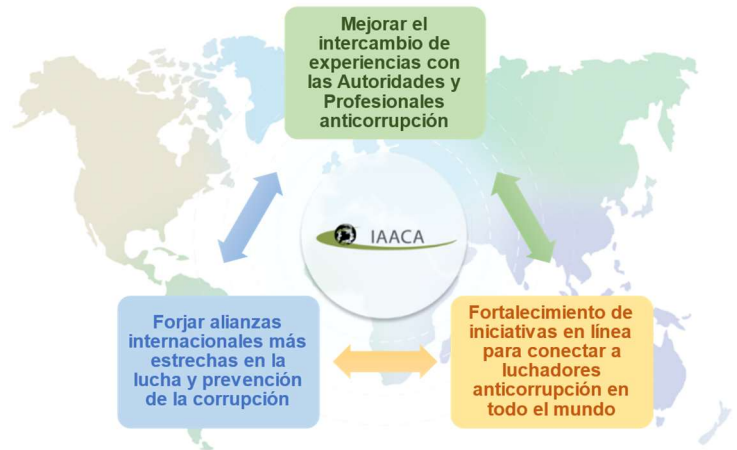 Mejorar el
intercambio de
experiencias con
las Autoridades y
Profesionales
anticorrupción
IAACA
Forjar alianzas
internacionales más
estrechas en la
lucha y prevención
de la corrupción
Fortalecimiento de
iniciativas en línea
para conectar a
luchadores
anticorrupción en
todo el mundo